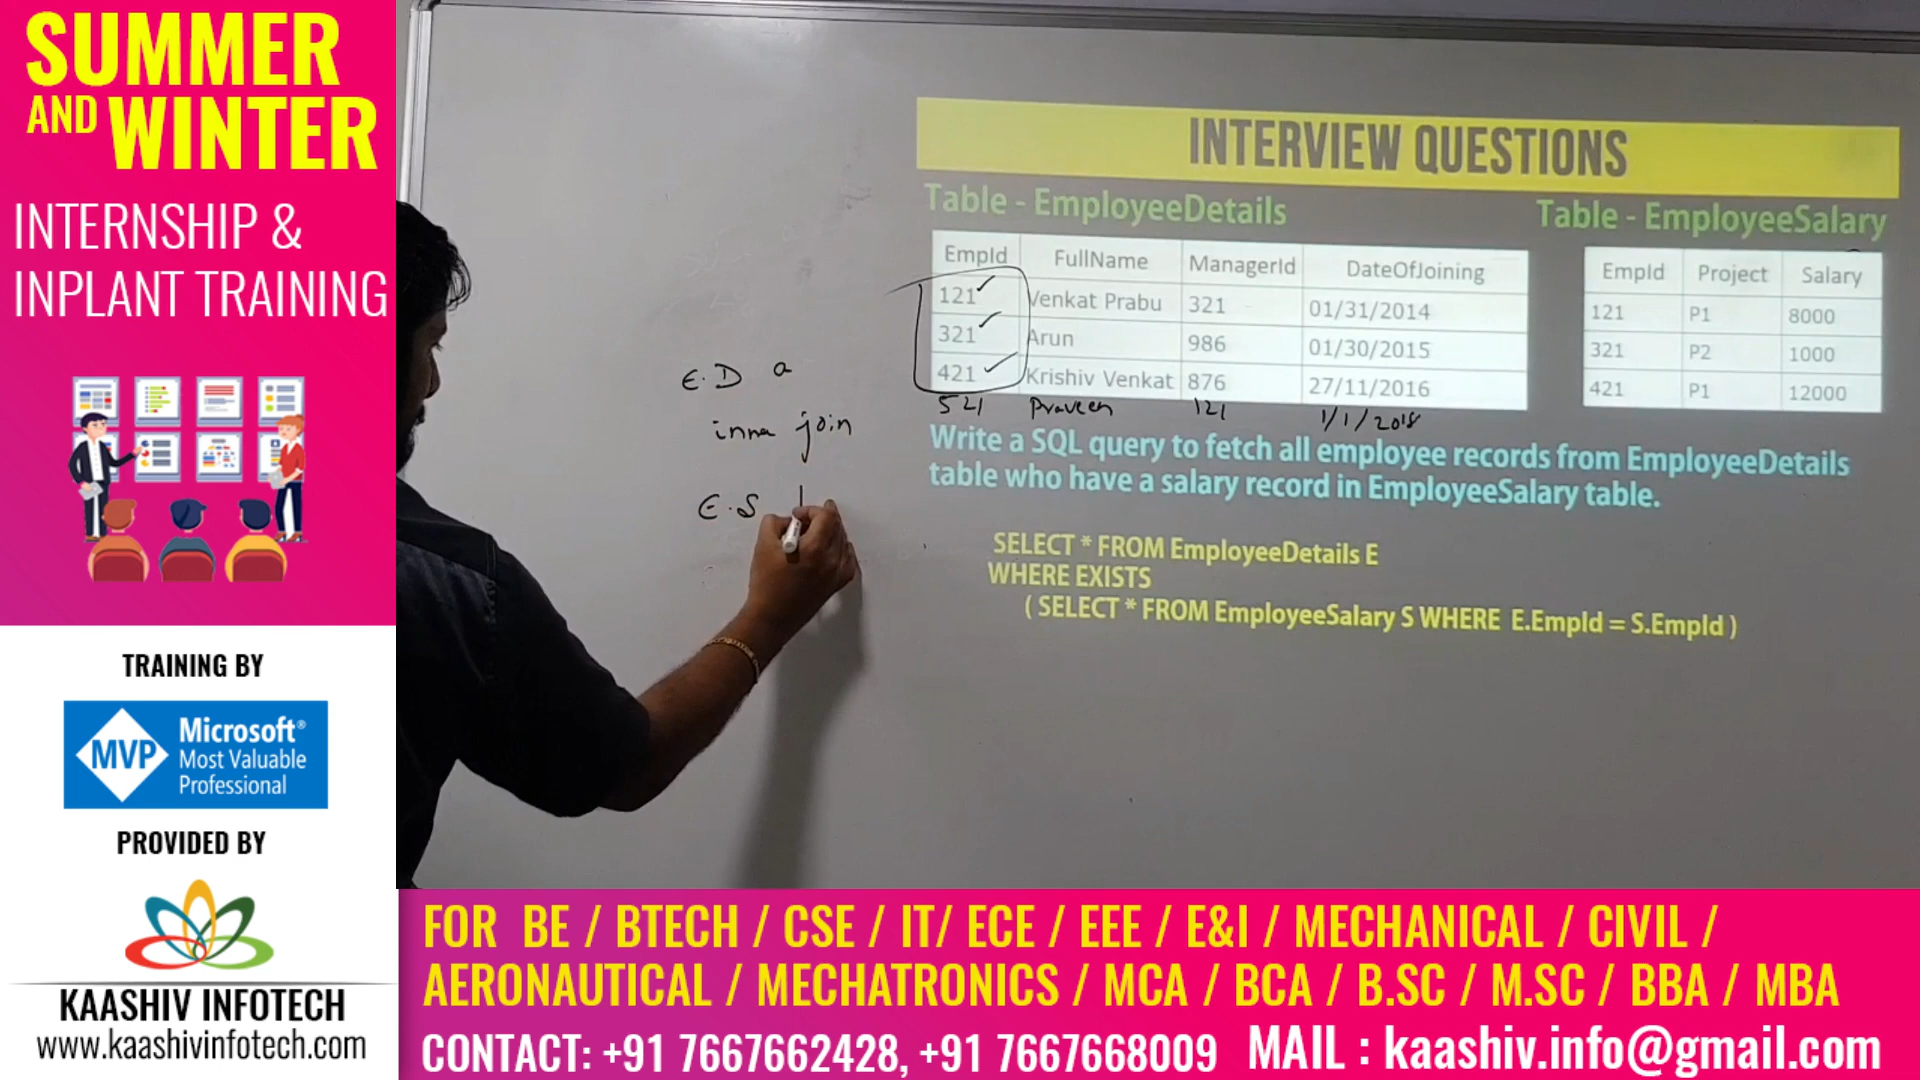 SUMMER
AND WINTER
INTERNSHIP &
INPLANT TRAINING
TRAINING BY
MVP
Microsoft®
Most Valuable
Professional
PROVIDED BY
KAASHIV INFOTECH
www.kaashivinfotech.com
INTERVIEW QUESTIONS
Table - EmployeeDetails
EmpId FullName ManagerId DateOfJoining
121 Venkat Prabu 321 01/31/2014
321 Arun 986 01/30/2015
421 Krishiv Venkat 876 27/11/2016
521 Praveen 121 1/1/2018
Table - EmployeeSalary
EmpId Project Salary
121 P1 8000
321 P2 1000
421 P1 12000
E.D a
inner join
E.S
Write a SQL query to fetch all employee records from EmployeeDetails
table who have a salary record in EmployeeSalary table.
SELECT * FROM EmployeeDetails E
WHERE EXISTS
( SELECT * FROM EmployeeSalary S WHERE E.EmpId = S.EmpId )
FOR BE / BTECH / CSE / IT/ ECE / EEE / E&I / MECHANICAL / CIVIL /
AERONAUTICAL / MECHATRONICS / MCA / BCA / B.SC / M.SC / BBA / MBA
CONTACT: +91 7667662428, +91 7667668009 MAIL : kaashiv.info@gmail.com